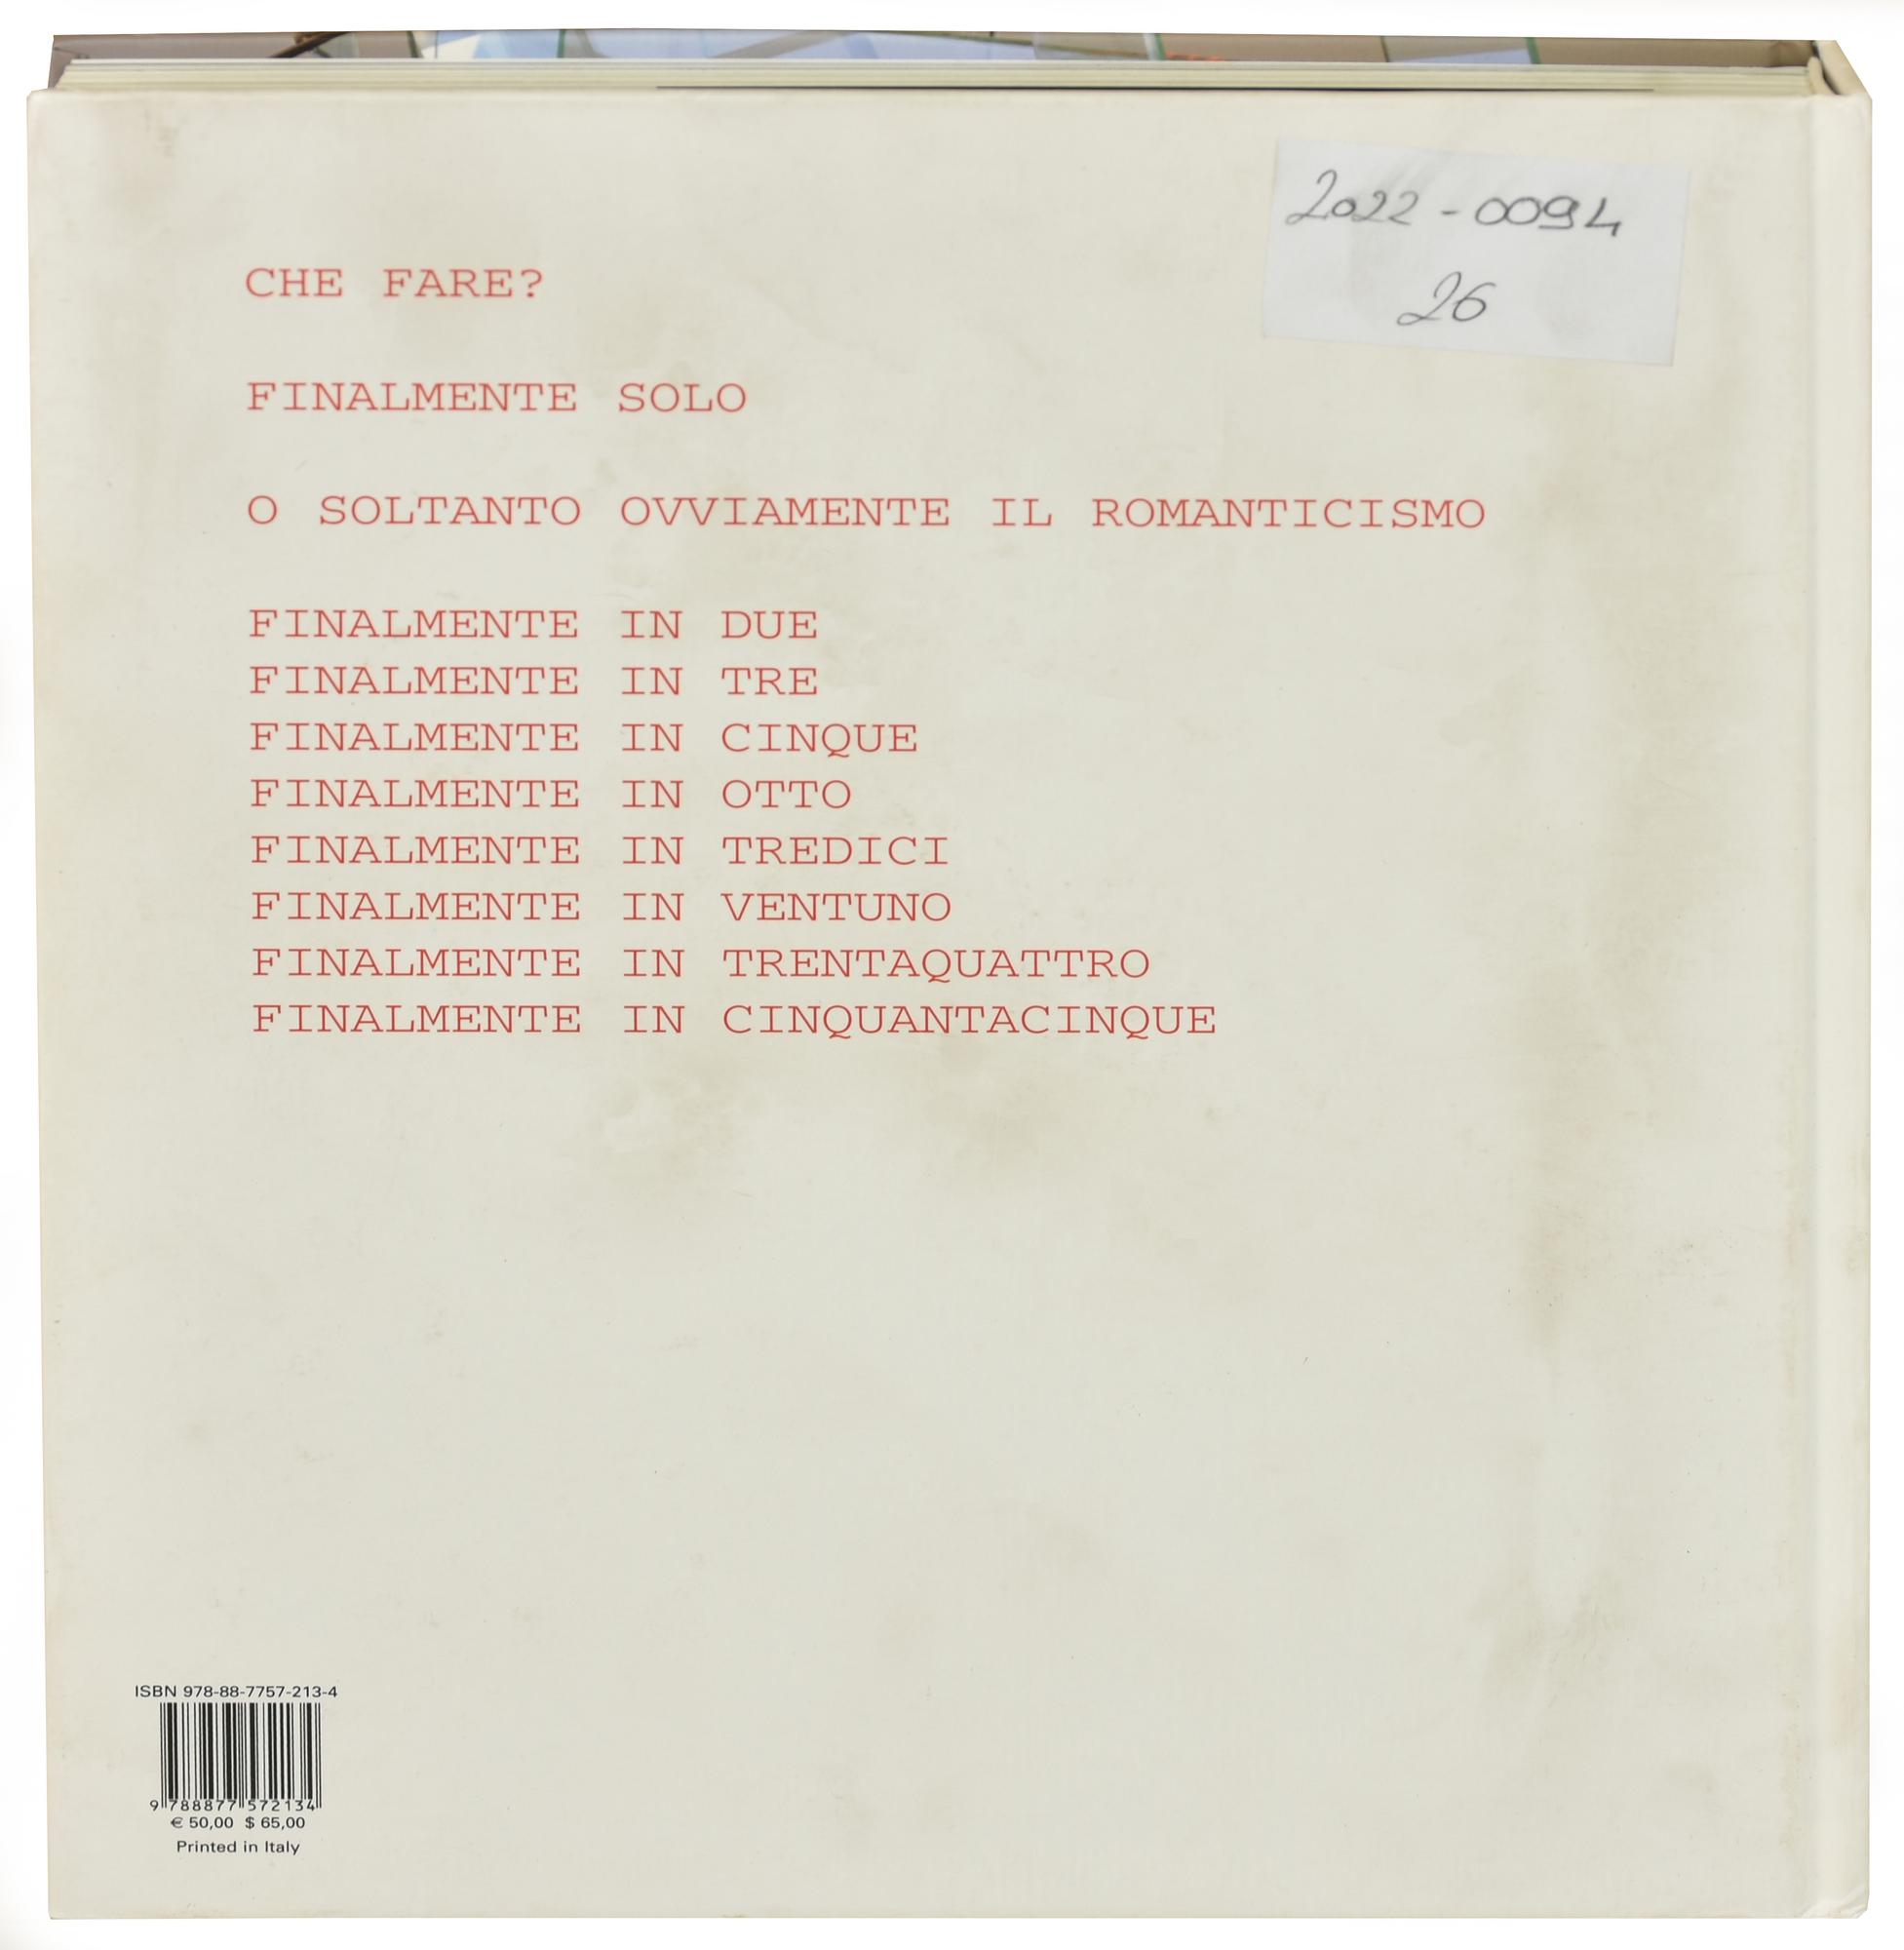 2022-0094
26
CHE FARE?
FINALMENTE SOLO
O SOLTANTO OVVIAMENTE IL ROMANTICISMO
FINALMENTE IN DUE
FINALMENTE IN TRE
FINALMENTE IN CINQUE
FINALMENTE IN OTTO
FINALMENTE IN TREDICI
FINALMENTE IN VENTUNO
FINALMENTE IN TRENTAQUATTRO
FINALMENTE IN CINQUANTACINQUE
ISBN 978-88-7757-213-4
9 788877 572134
€ 50,00 $ 65,00
Printed in Italy